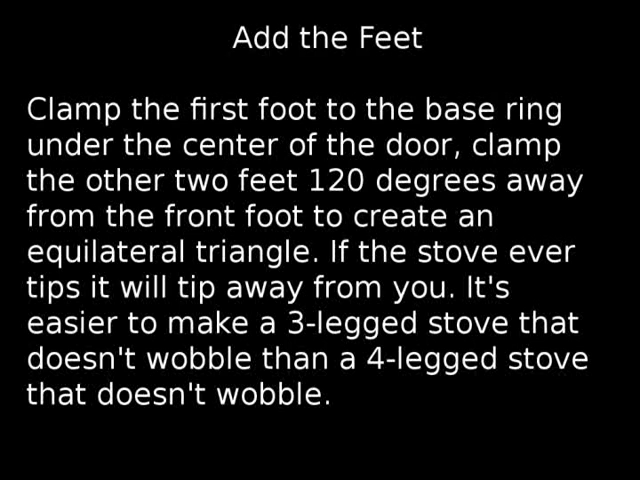 Add the Feet
Clamp the first foot to the base ring
under the center of the door, clamp
the other two feet 120 degrees away
from the front foot to create an
equilateral triangle. If the stove ever
tips it will tip away from you. It's
easier to make a 3-legged stove that
doesn't wobble than a 4-legged stove
that doesn't wobble.